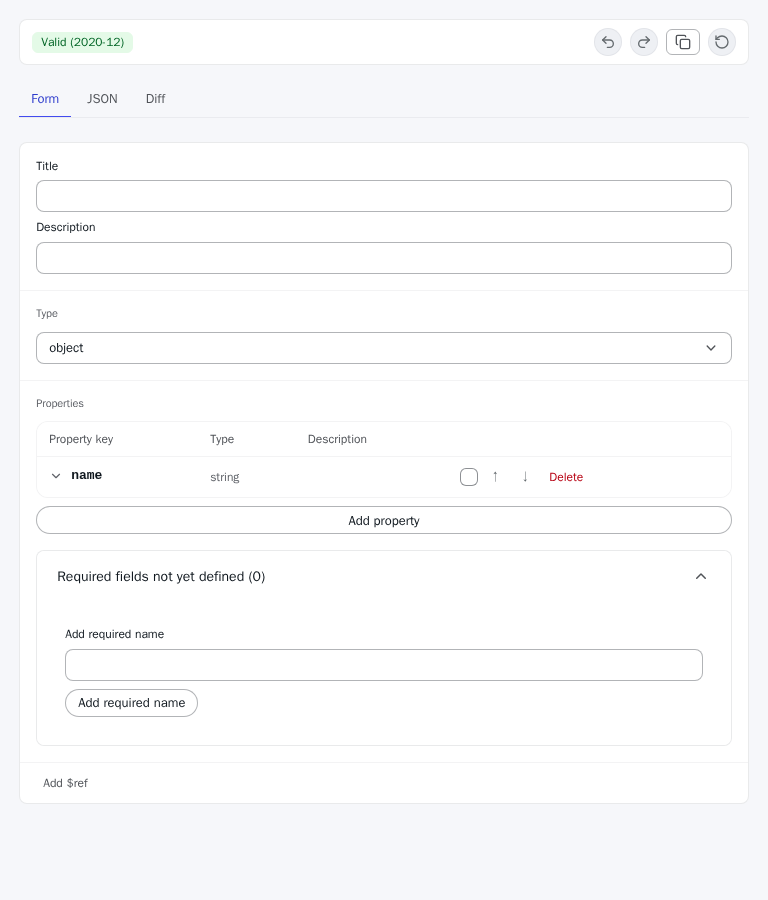 Valid (2020-12)
Form JSON Diff
Title
Description
Type
object
Properties
Property key Type Description
name string ↑ ↓ Delete
Add property
Required fields not yet defined (0)
Add required name
Add required name
Add $ref